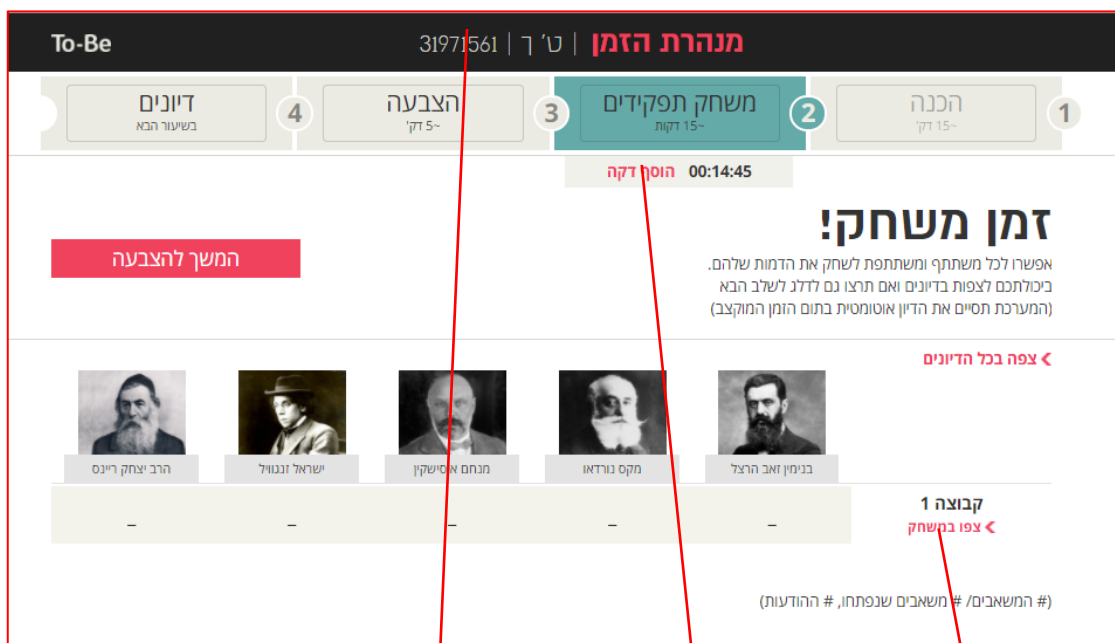 מנהרת הזמן | ט' ך | 31971561
To-Be
1
הכנה
~15 דק'
2
משחק תפקידים
~15 דקות
3
הצבעה
~5 דק'
4
דיונים
בשיעור הבא
00:14:45 הוסף דקה
זמן משחק!
אפשרו לכל משתתף ומשתתפת לשחק את הדמות שלהם.
ביכולתכם לצפות בדיונים ואם תרצו גם לדלג לשלב הבא
(המערכת תסיים את הדיון אוטומטית בתום הזמן המוקצב)
המשך להצבעה
צפה בכל הדיונים
בנימין זאב הרצל
מקס נורדאו
מנחם אוסישקין
ישראל זנגוויל
הרב יצחק ריינס
קבוצה 1
צפו במשחק
– – – – –
(# המשאבים/ # משאבים שנפתחו, # ההודעות)